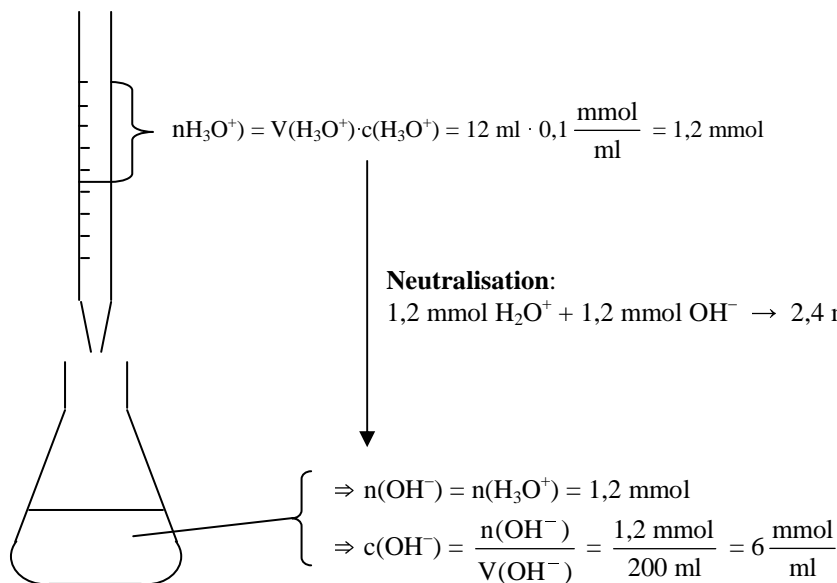 nH₃O⁺) = V(H₃O⁺)·c(H₃O⁺) = 12 ml · 0,1 mmol/ml = 1,2 mmol
Neutralisation:
1,2 mmol H₂O⁺ + 1,2 mmol OH⁻ → 2,4
⇒ n(OH⁻) = n(H₃O⁺) = 1,2 mmol
⇒ c(OH⁻) = n(OH⁻)/V(OH⁻) = 1,2 mmol/200 ml = 6 mmol/ml